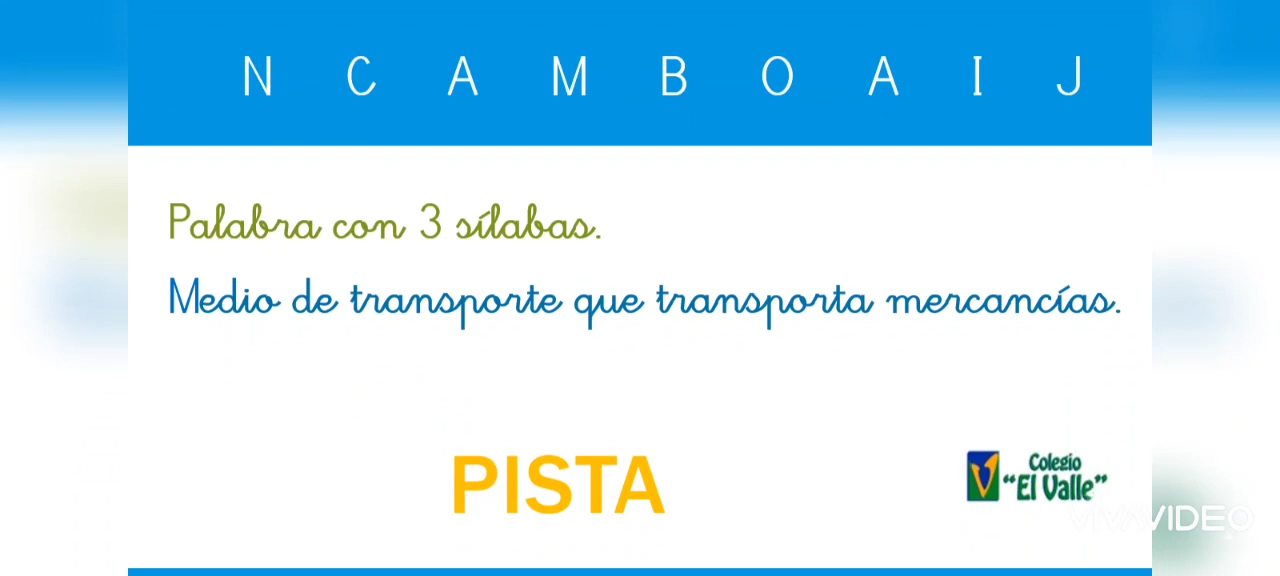 N C A M B O A I J
Palabra con 3 sílabas.
Medio de transporte que transporta mercancías.
PISTA
Colegio
"El Valle"
VIVAVIDEO